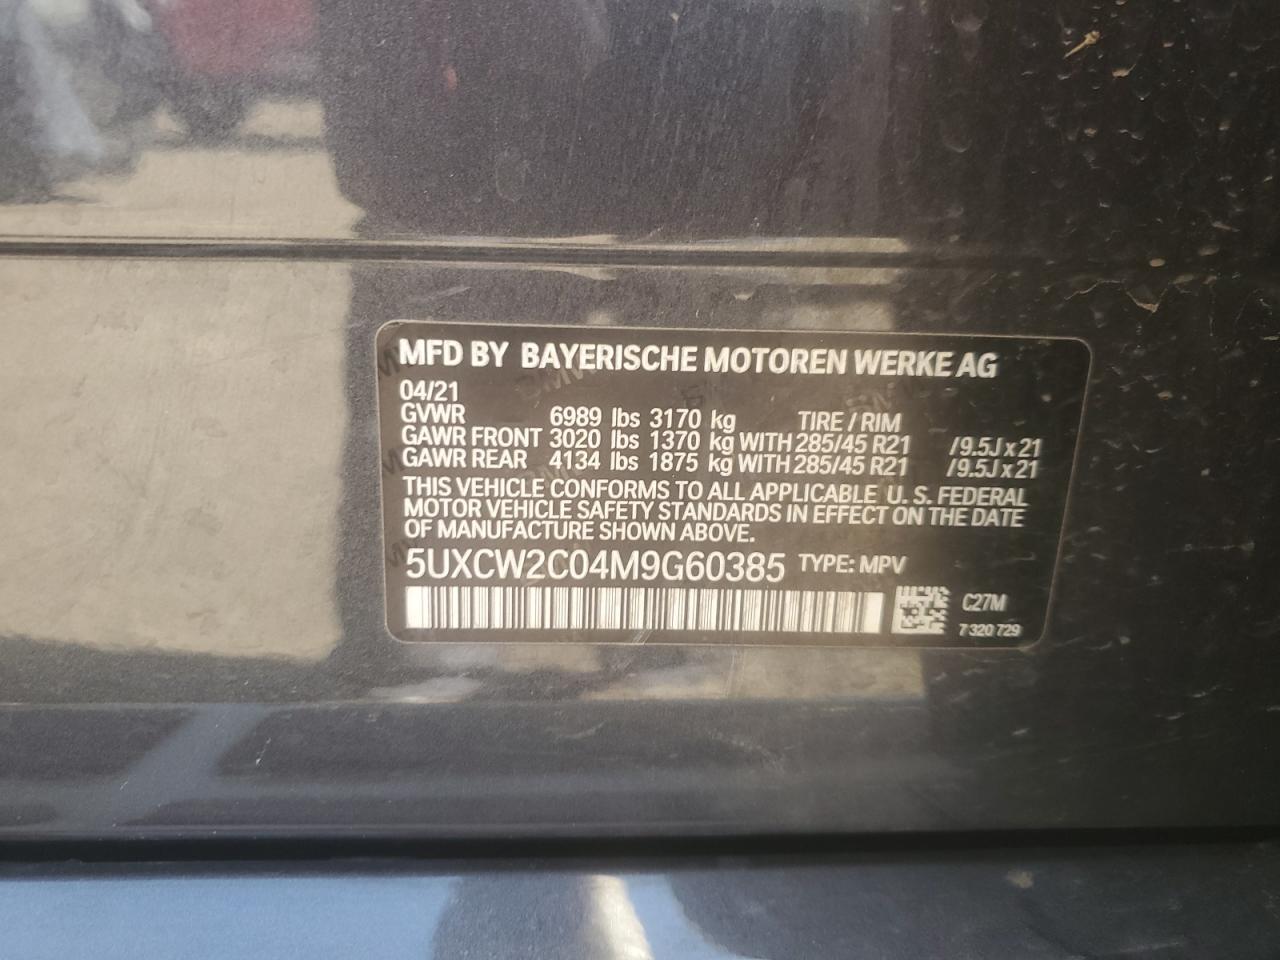 MFD BY BAYERISCHE MOTOREN WERKE AG
04/21
GVWR 6989 lbs 3170 kg TIRE / RIM
GAWR FRONT 3020 lbs 1370 kg WITH 285/45 R21 / 9.5J x 21
GAWR REAR 4134 lbs 1875 kg WITH 285/45 R21 / 9.5J x 21
THIS VEHICLE CONFORMS TO ALL APPLICABLE U. S. FEDERAL
MOTOR VEHICLE SAFETY STANDARDS IN EFFECT ON THE DATE
OF MANUFACTURE SHOWN ABOVE.
5UXCW2C04M9G60385 TYPE: MPV
C27M
7 320 729